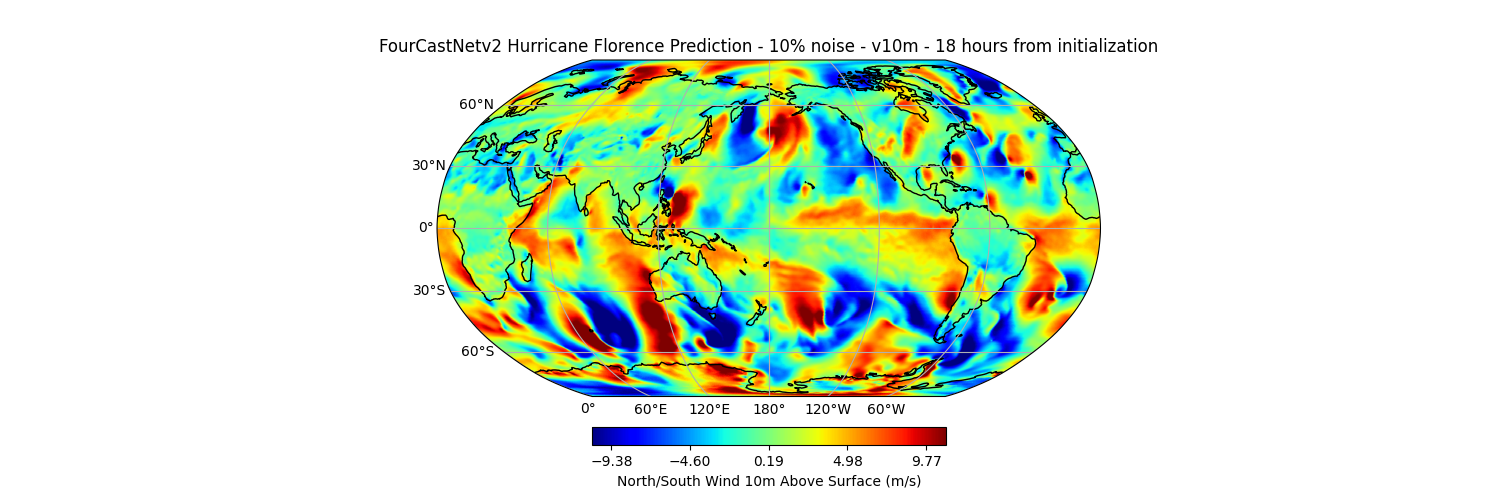 FourCastNetv2 Hurricane Florence Prediction - 10% noise - v10m - 18 hours from initialization
60°N
30°N
0°
30°S
60°S
0° 60°E 120°E 180° 120°W 60°W
−9.38 −4.60 0.19 4.98 9.77
North/South Wind 10m Above Surface (m/s)